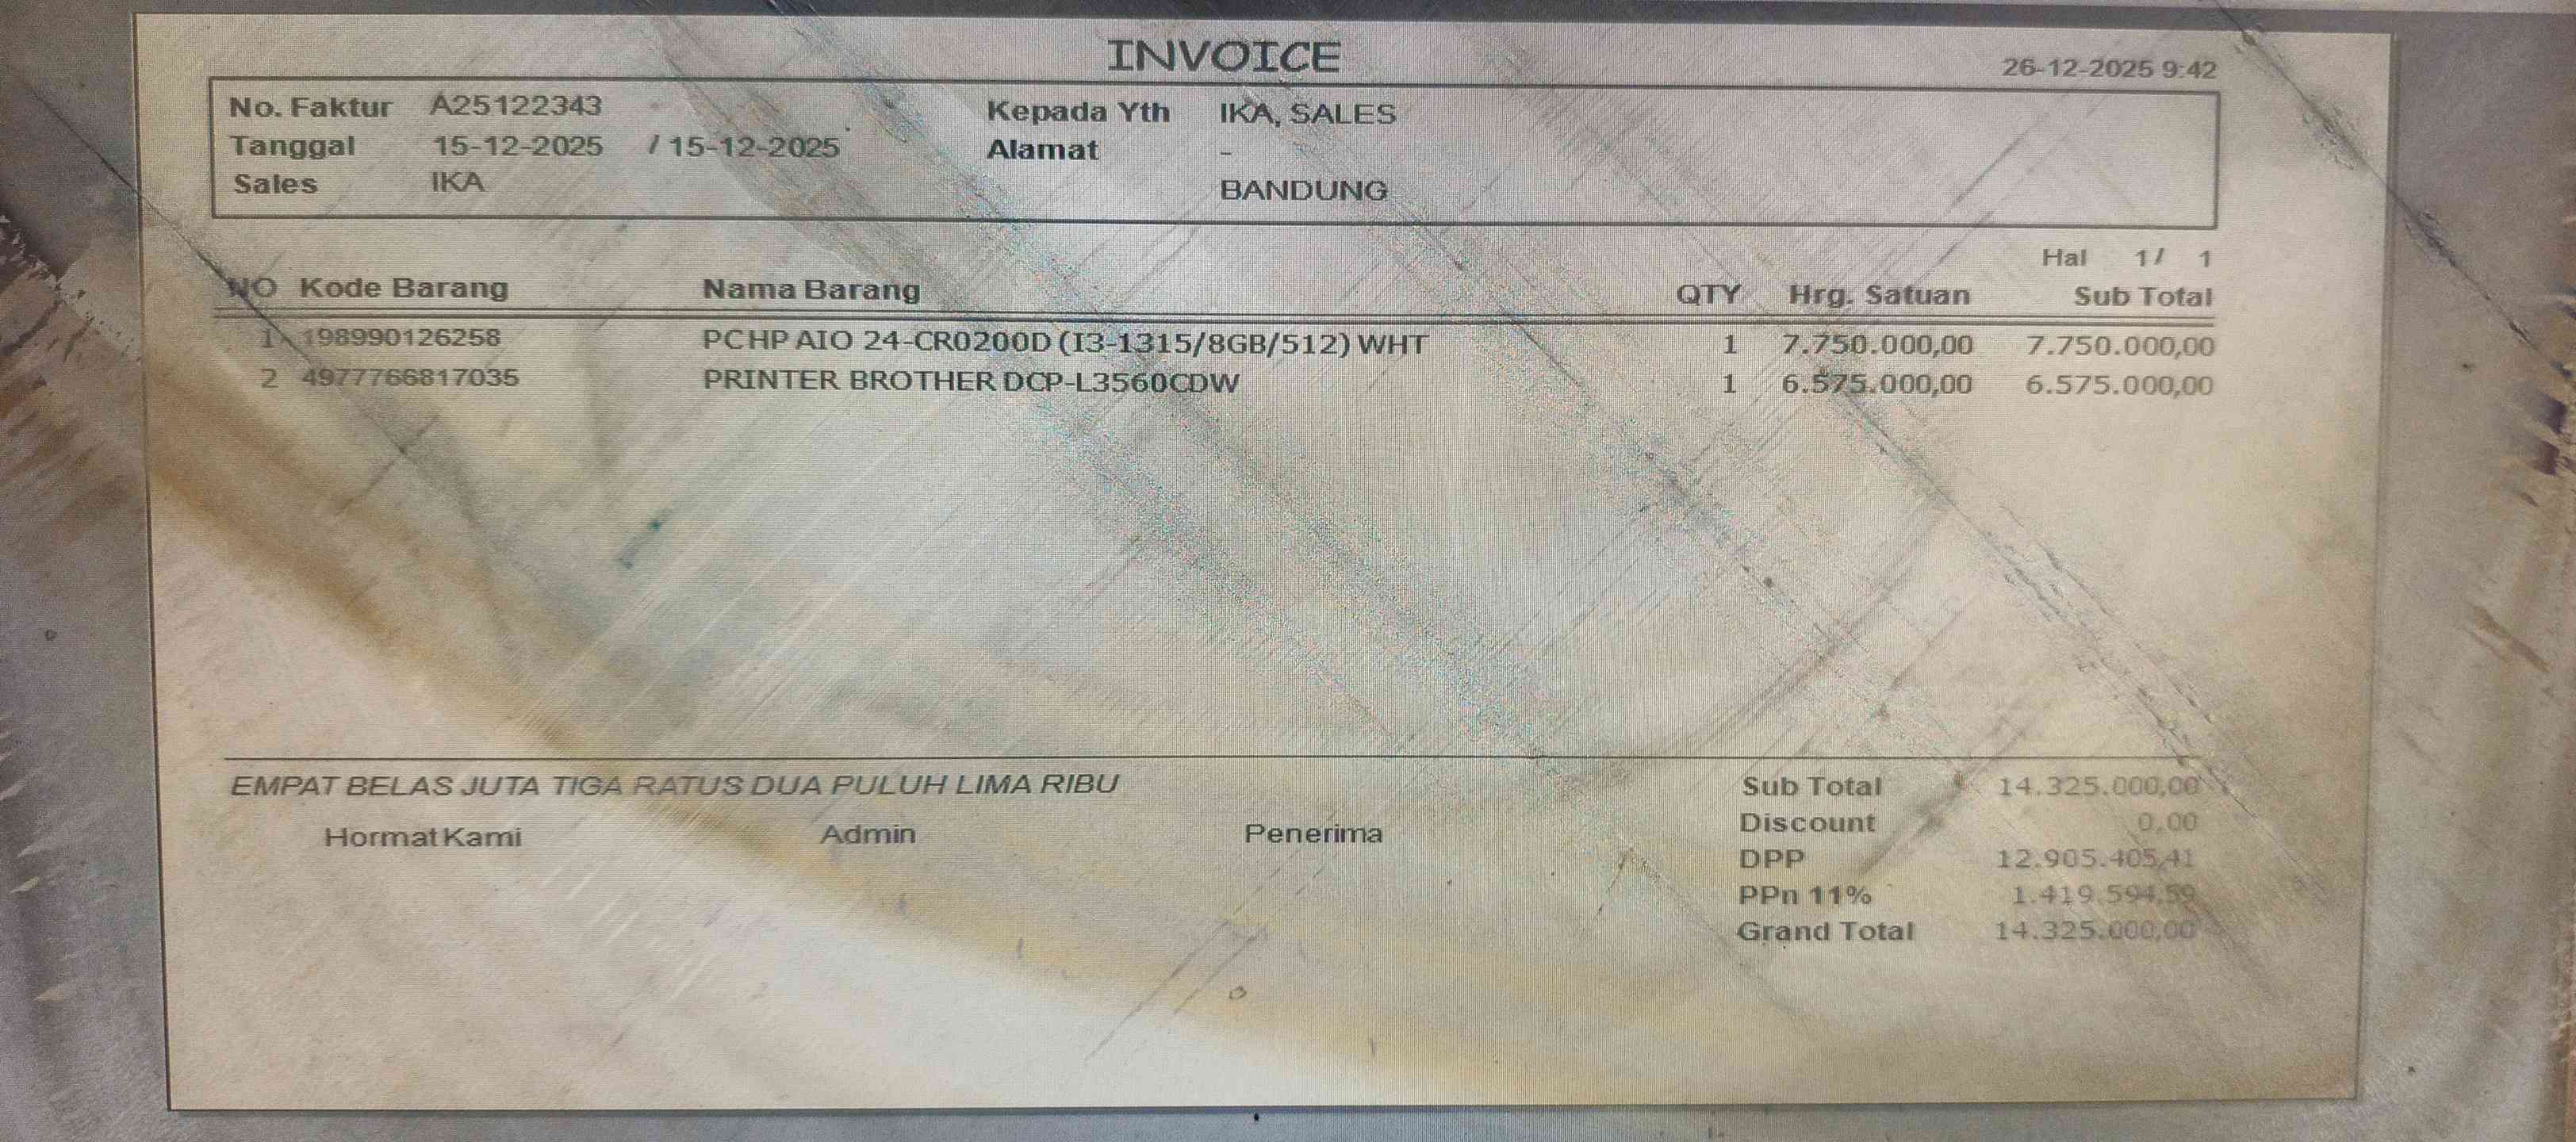 INVOICE
26-12-2025 9:42
No. Faktur A25122343 Kepada Yth IKA, SALES
Tanggal 15-12-2025 / 15-12-2025 Alamat -
Sales IKA BANDUNG
Hal 1 / 1
NO Kode Barang Nama Barang QTY Hrg. Satuan Sub Total
1 198990126258 PC HP AIO 24-CR0200D (I3-1315/8GB/512) WHT 1 7.750.000,00 7.750.000,00
2 4977766817035 PRINTER BROTHER DCP-L3560CDW 1 6.575.000,00 6.575.000,00
EMPAT BELAS JUTA TIGA RATUS DUA PULUH LIMA RIBU Sub Total 14.325.000,00
Hormat Kami Admin Penerima Discount 0,00
DPP 12.905.405,41
PPn 11% 1.419.594,59
Grand Total 14.325.000,00